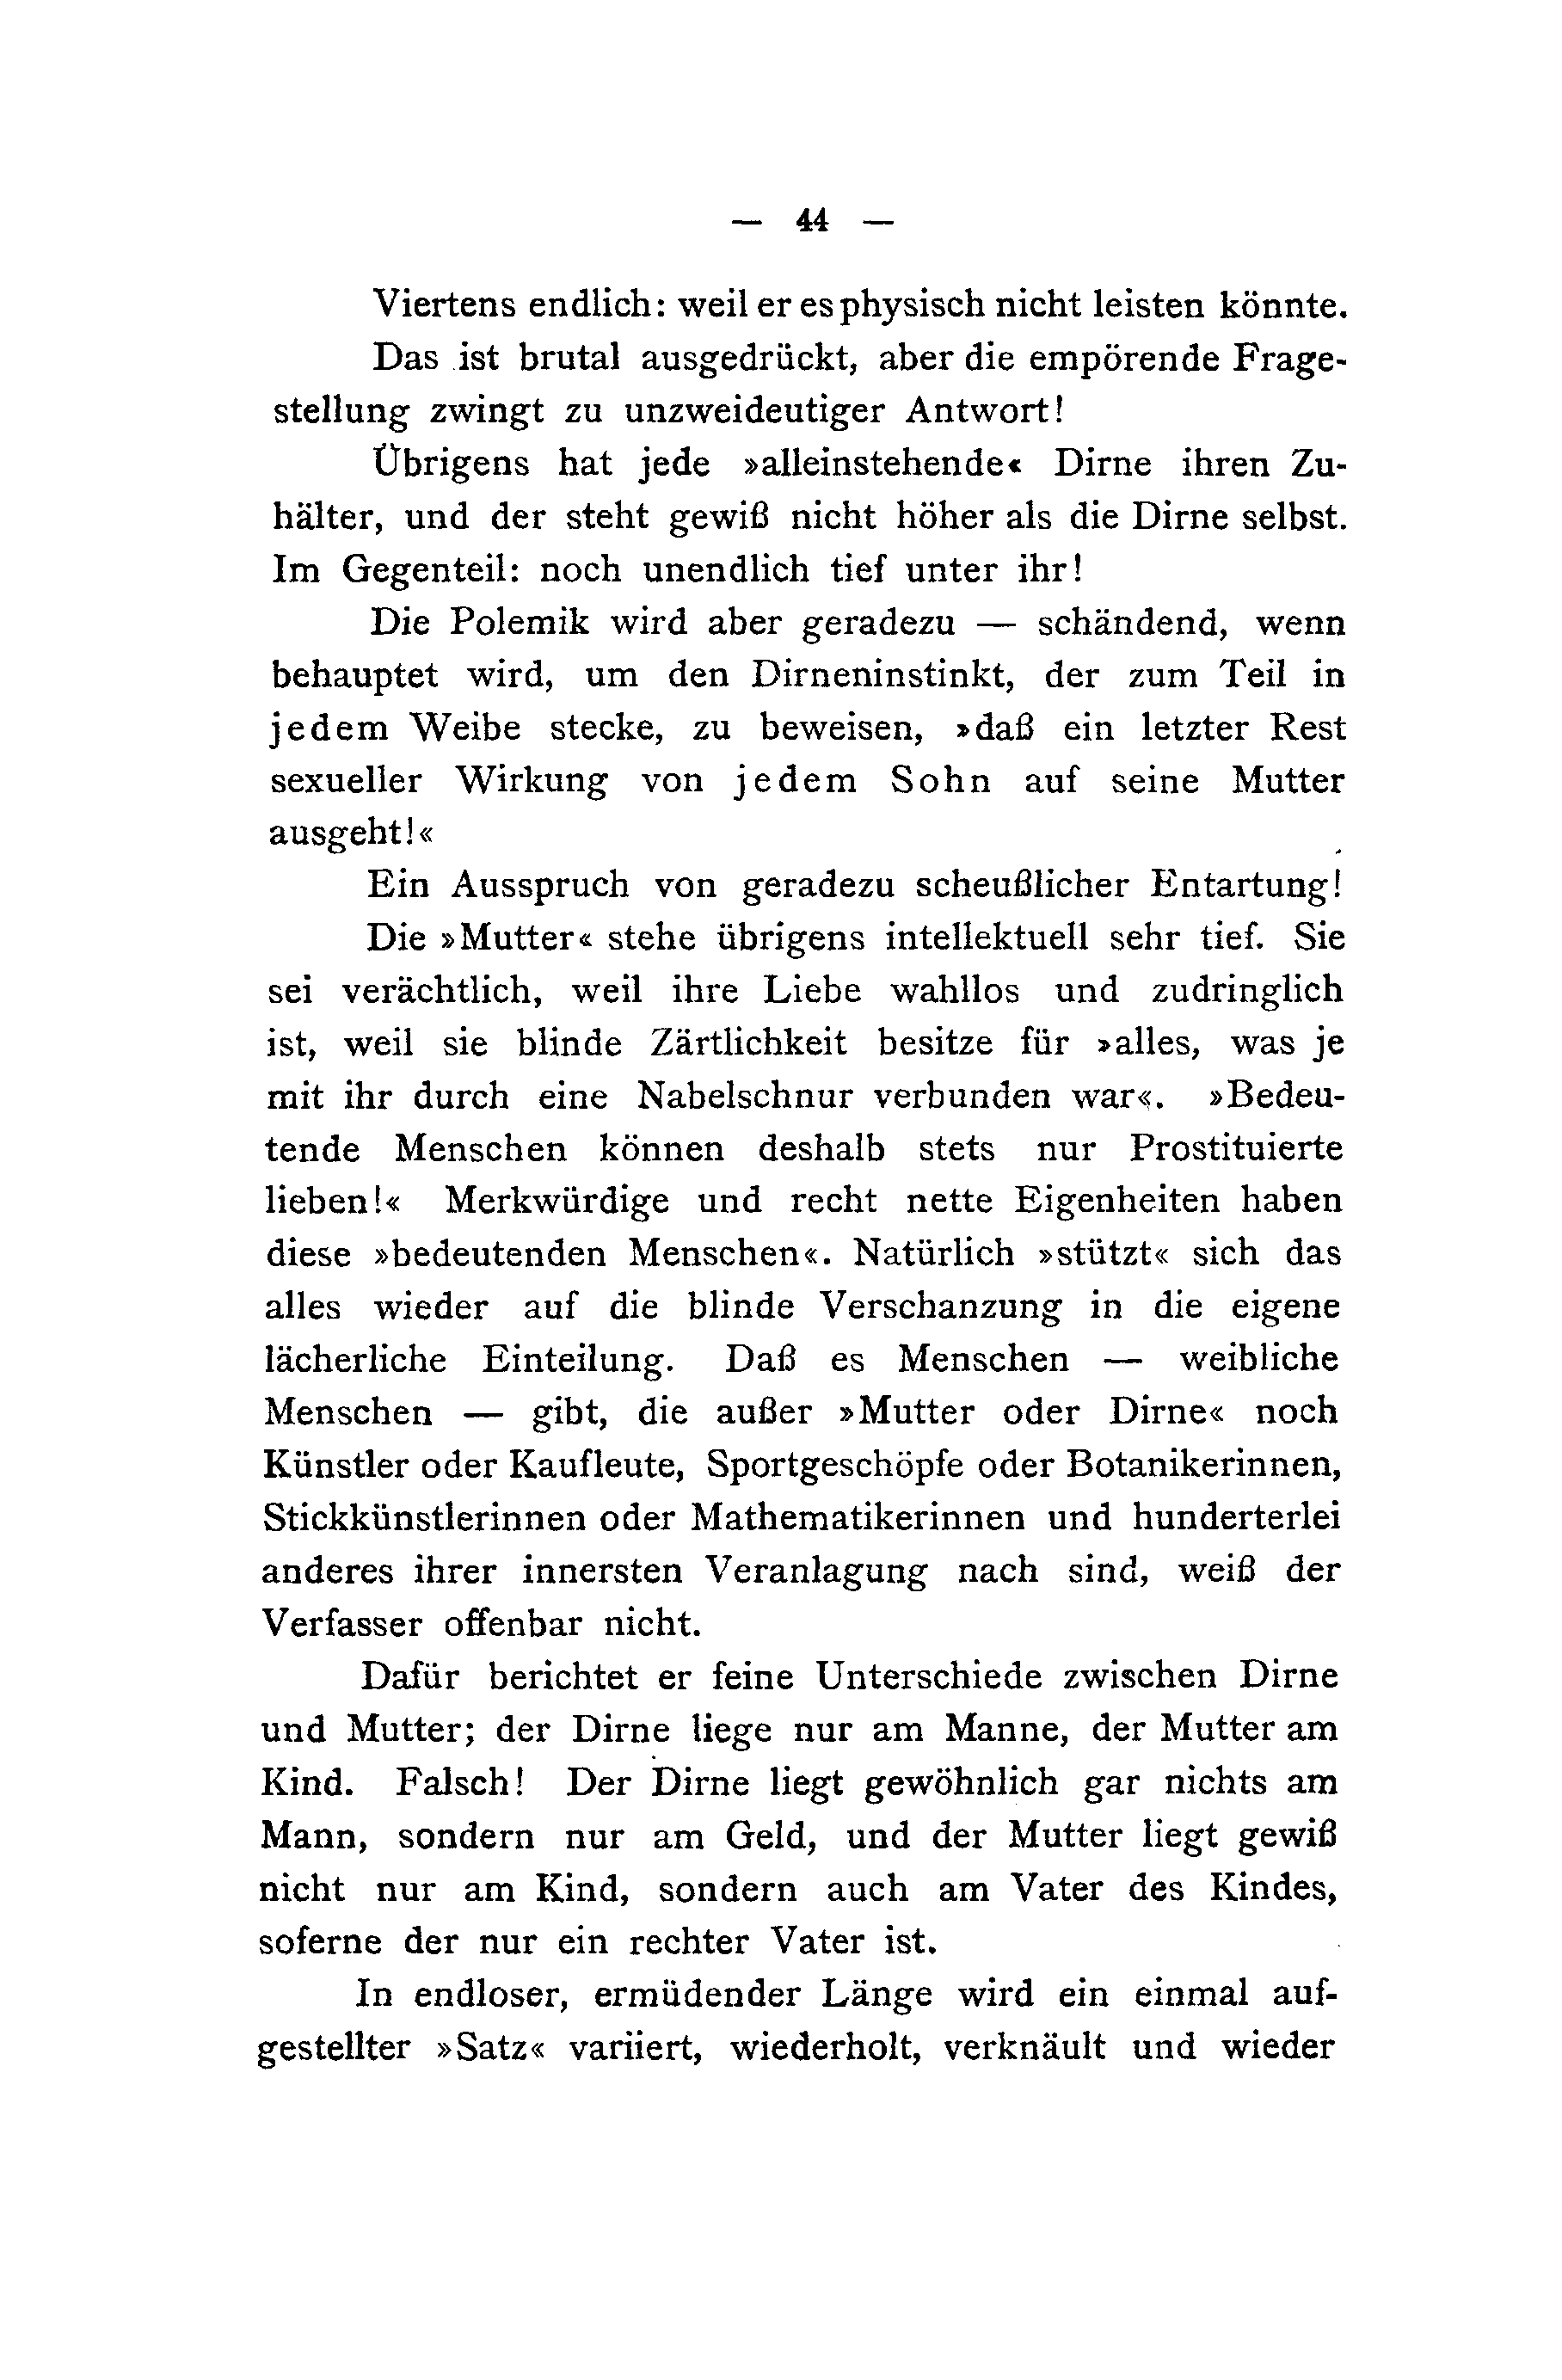 — 44 —
Viertens endlich: weil er es physisch nicht leisten könnte.
Das ist brutal ausgedrückt, aber die empörende Frage-
stellung zwingt zu unzweideutiger Antwort!
Übrigens hat jede »alleinstehende« Dirne ihren Zu-
hälter, und der steht gewiß nicht höher als die Dirne selbst.
Im Gegenteil: noch unendlich tief unter ihr!
Die Polemik wird aber geradezu — schändend, wenn
behauptet wird, um den Dirneninstinkt, der zum Teil in
jedem Weibe stecke, zu beweisen, »daß ein letzter Rest
sexueller Wirkung von jedem Sohn auf seine Mutter
ausgeht!«
Ein Ausspruch von geradezu scheußlicher Entartung!
Die »Mutter« stehe übrigens intellektuell sehr tief. Sie
sei verächtlich, weil ihre Liebe wahllos und zudringlich
ist, weil sie blinde Zärtlichkeit besitze für »alles, was je
mit ihr durch eine Nabelschnur verbunden war«. »Bedeu-
tende Menschen können deshalb stets nur Prostituierte
lieben!« Merkwürdige und recht nette Eigenheiten haben
diese »bedeutenden Menschen«. Natürlich »stützt« sich das
alles wieder auf die blinde Verschanzung in die eigene
lächerliche Einteilung. Daß es Menschen — weibliche
Menschen — gibt, die außer »Mutter oder Dirne« noch
Künstler oder Kaufleute, Sportgeschöpfe oder Botanikerinnen,
Stickkünstlerinnen oder Mathematikerinnen und hunderterlei
anderes ihrer innersten Veranlagung nach sind, weiß der
Verfasser offenbar nicht.
Dafür berichtet er feine Unterschiede zwischen Dirne
und Mutter; der Dirne liege nur am Manne, der Mutter am
Kind. Falsch! Der Dirne liegt gewöhnlich gar nichts am
Mann, sondern nur am Geld, und der Mutter liegt gewiß
nicht nur am Kind, sondern auch am Vater des Kindes,
soferne der nur ein rechter Vater ist.
In endloser, ermüdender Länge wird ein einmal auf-
gestellter »Satz« variiert, wiederholt, verknäult und wieder